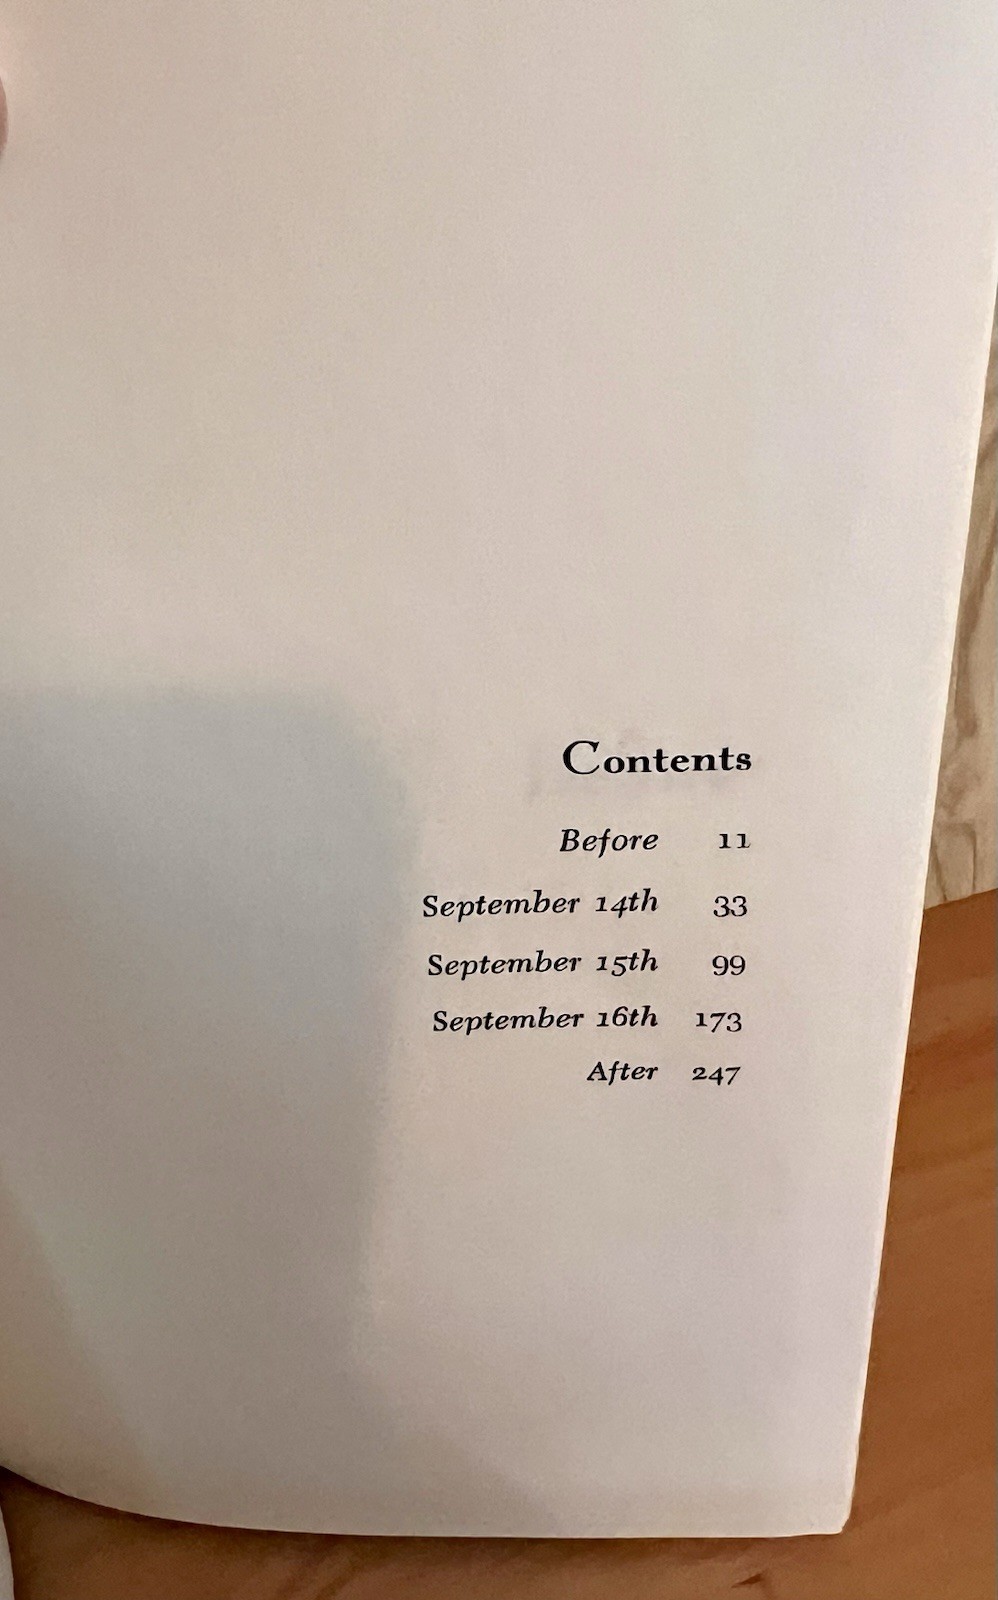 Contents
Before 11
September 14th 33
September 15th 99
September 16th 173
After 247